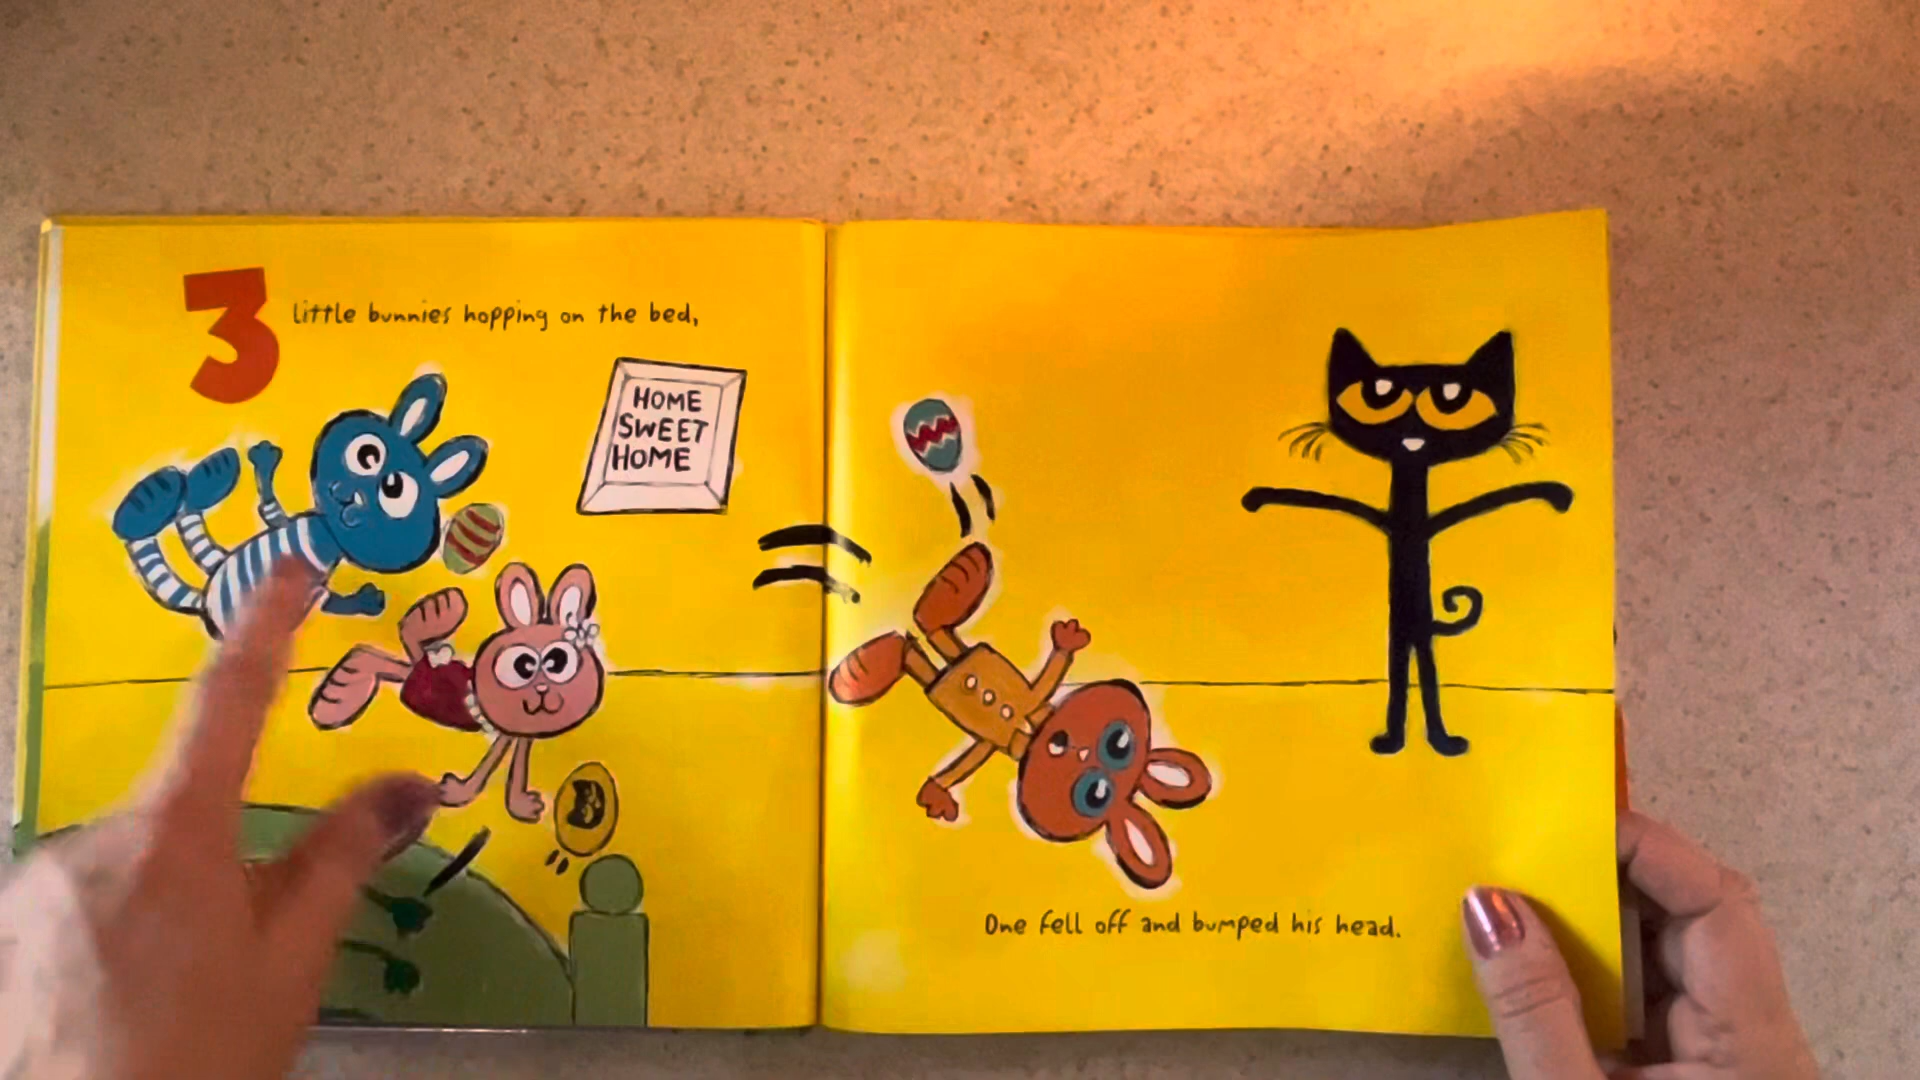 3 little bunnies hopping on the bed,
HOME
SWEET
HOME
One fell off and bumped his head.